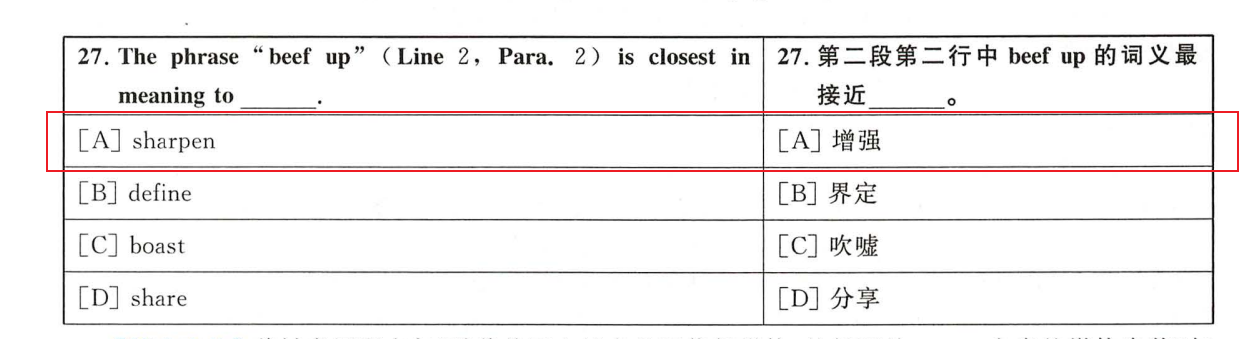 27. The phrase “beef up” (Line 2, Para. 2) is closest in
meaning to ______.
27. 第二段第二行中 beef up 的词义最
接近______。
[A] sharpen
[A] 增强
[B] define
[B] 界定
[C] boast
[C] 吹嘘
[D] share
[D] 分享